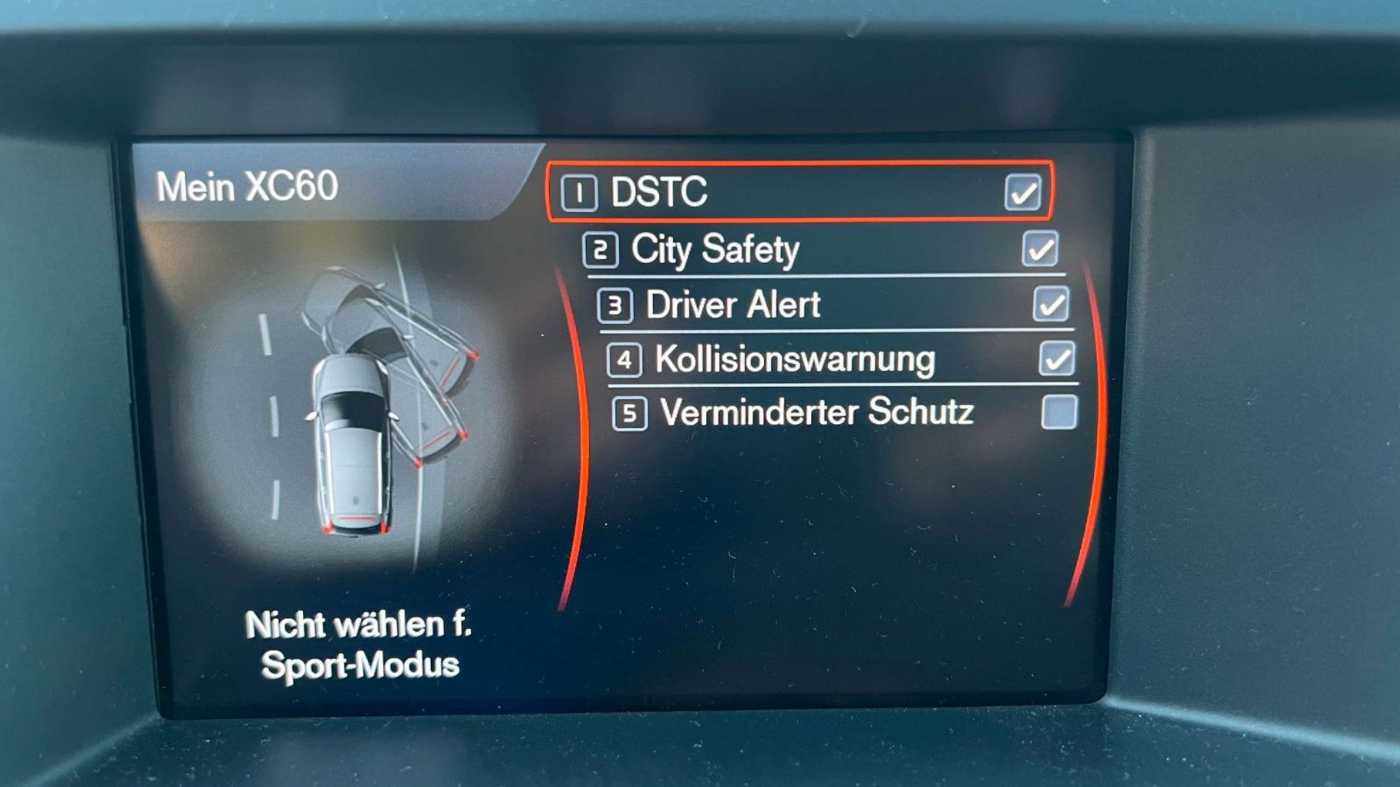 Mein XC60
1 DSTC
2 City Safety
3 Driver Alert
4 Kollisionswarnung
5 Verminderter Schutz
Nicht wählen f.
Sport-Modus